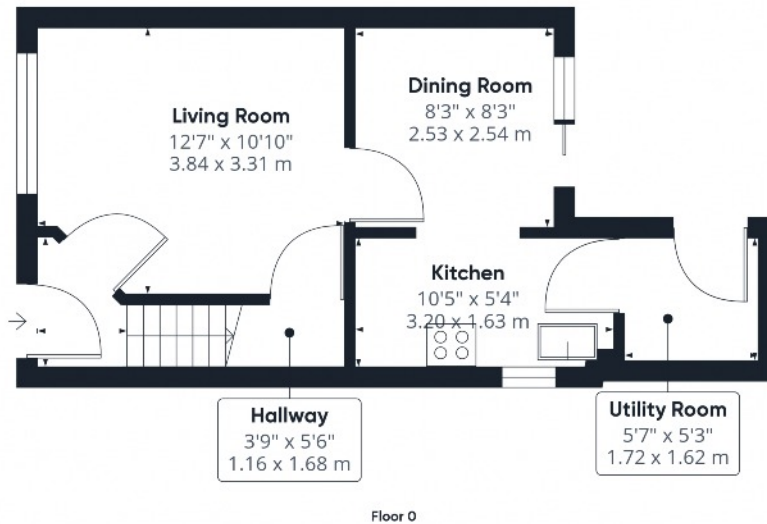 Living Room
12'7" x 10'10"
3.84 x 3.31 m
Dining Room
8'3" x 8'3"
2.53 x 2.54 m
Kitchen
10'5" x 5'4"
3.20 x 1.63 m
Hallway
3'9" x 5'6"
1.16 x 1.68 m
Utility Room
5'7" x 5'3"
1.72 x 1.62 m
Floor 0